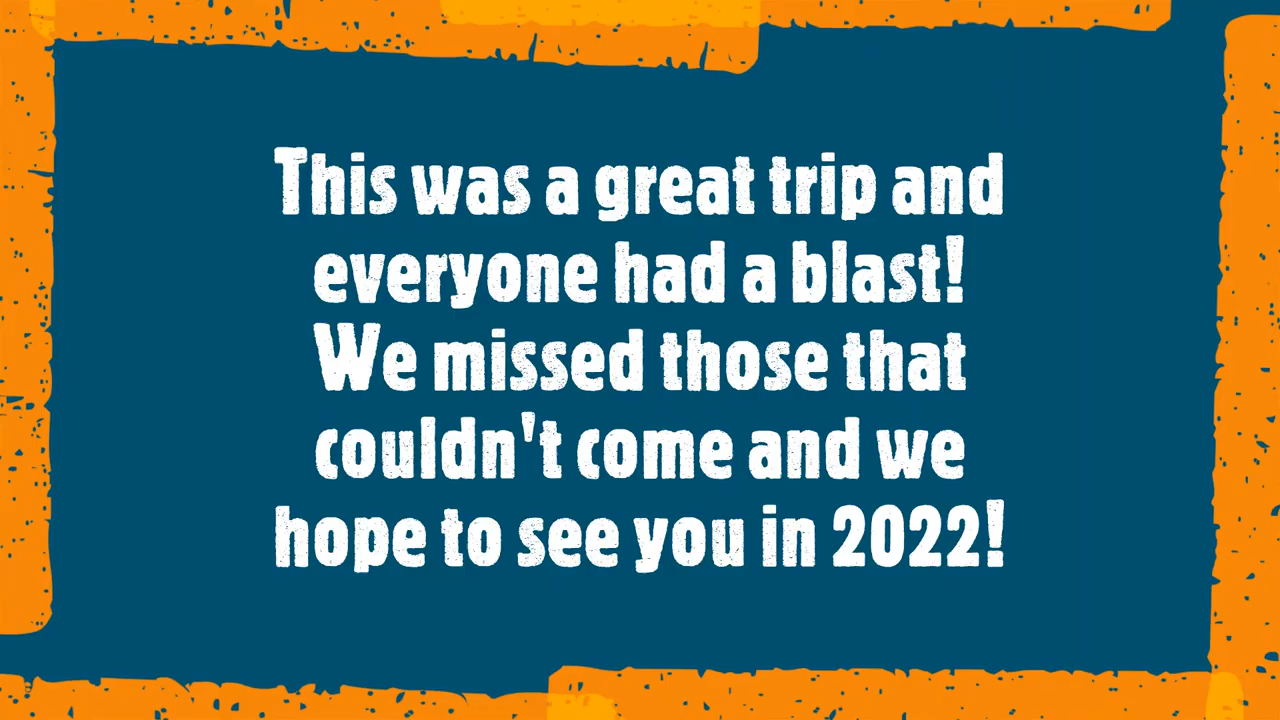 This was a great trip and
everyone had a blast!
We missed those that
couldn't come and we
hope to see you in 2022!